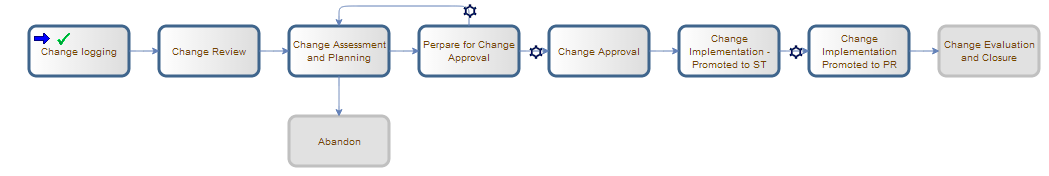 Change logging
Change Review
Change Assessment
and Planning
Perpare for Change
Approval
Change Approval
Change
Implementation -
Promoted to ST
Change
Implementation
Promoted to PR
Change Evaluation
and Closure
Abandon